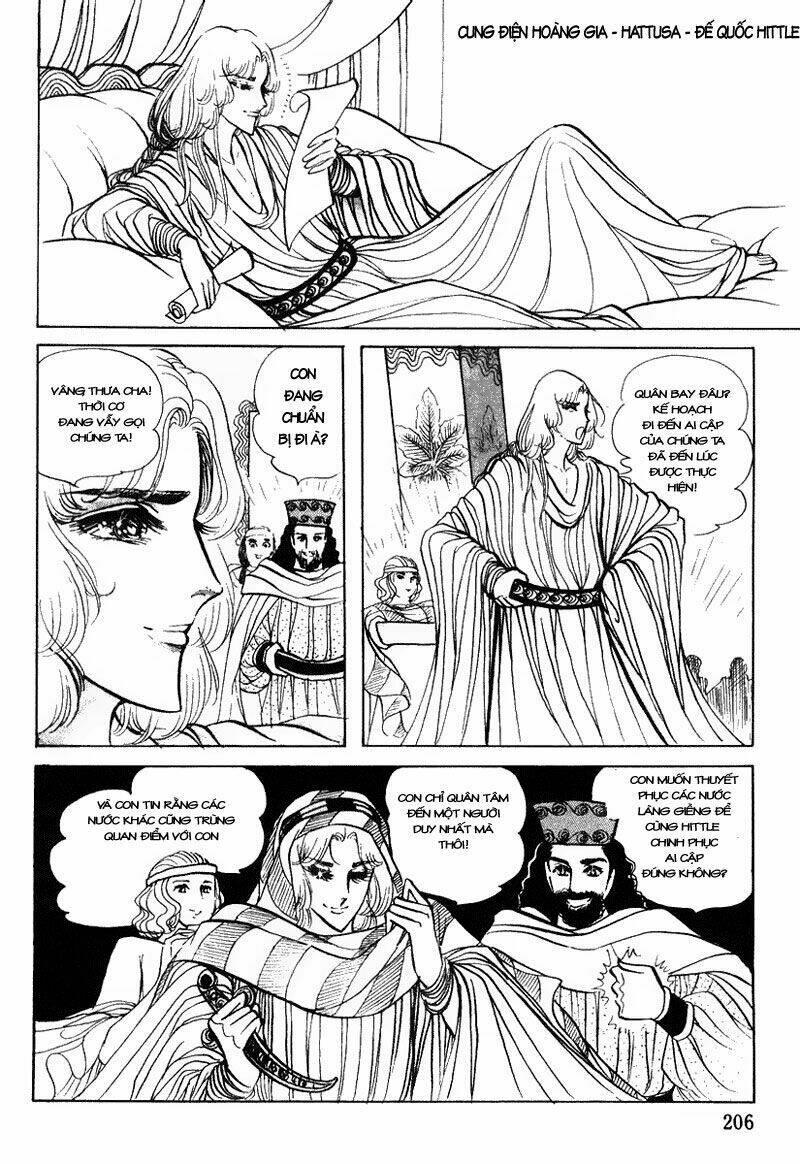 CUNG ĐIỆN HOÀNG GIA - HATTUSA - ĐẾ QUỐC HITTLE
QUÂN BAY ĐÂU?
KẾ HOẠCH
ĐI ĐẾN AI CẬP
CỦA CHÚNG TA
ĐÃ ĐẾN LÚC
ĐƯỢC THỰC
HIỆN!
CON
ĐANG
CHUẨN
BỊ ĐI À?
VÂNG THƯA CHA!
THỜI CƠ
ĐANG VẪY GỌI
CHÚNG TA!
CON MUỐN THUYẾT
PHỤC CÁC NƯỚC
LÁNG GIỀNG ĐỂ
CÙNG HITTLE
CHINH PHỤC
AI CẬP
ĐÚNG KHÔNG?
CON CHỈ QUÂN TÂM
ĐẾN MỘT NGƯỜI
DUY NHẤT MÀ
THÔI!
VÀ CON TIN RẰNG CÁC
NƯỚC KHÁC CŨNG TRÙNG
QUAN ĐIỂM VỚI CON
206